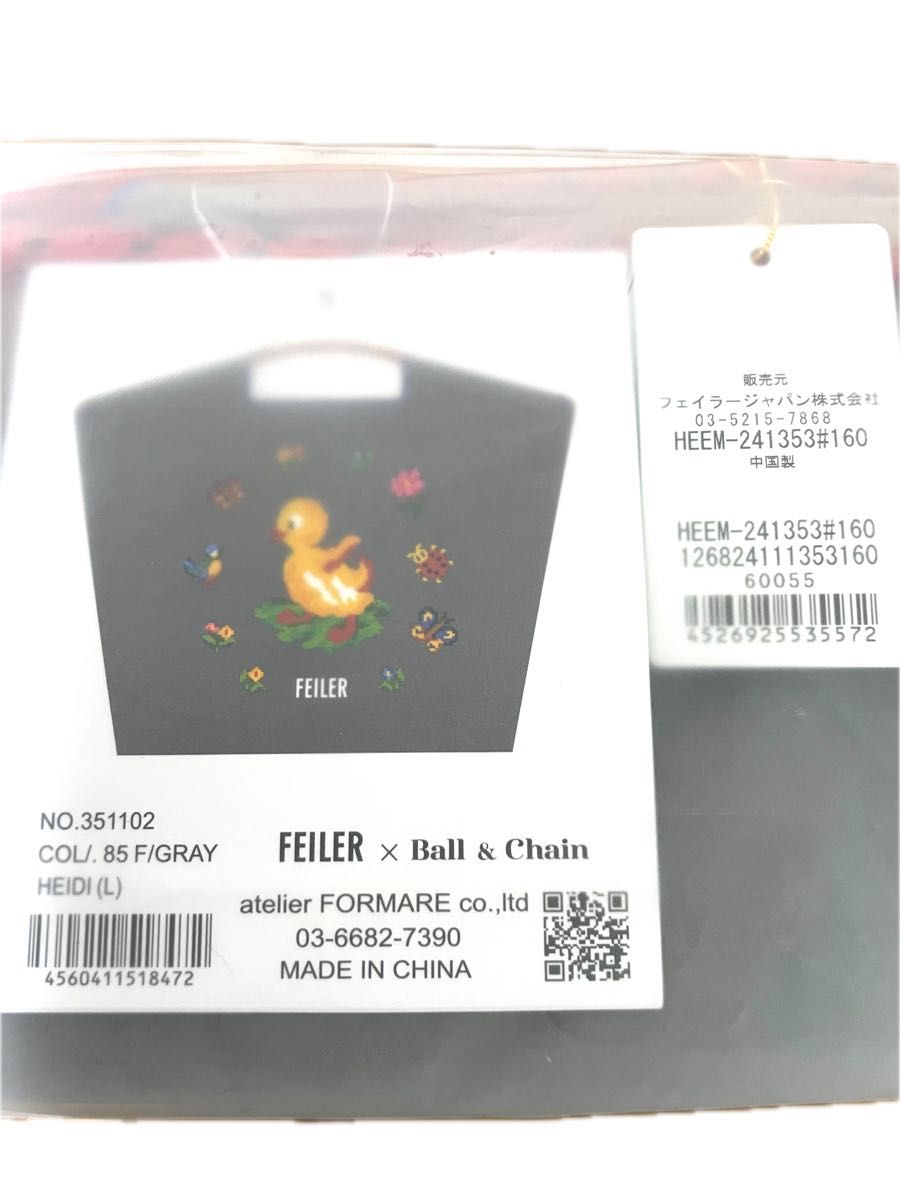 FEILER
NO.351102
COL/. 85 F/GRAY
HEIDI (L)
4560411518472
FEILER × Ball & Chain
atelier FORMARE co.,ltd
03-6682-7390
MADE IN CHINA
販売元
フェイラージャパン株式会社
03-5215-7868
HEEM-241353#160
中国製
HEEM-241353#160
126824111353160
60055
4526925535572